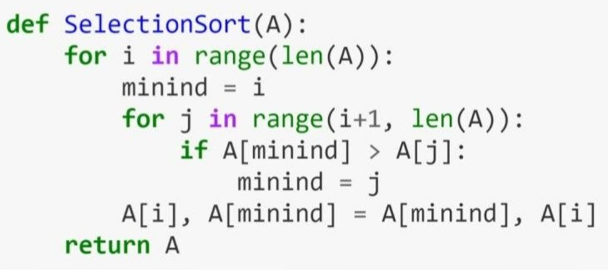 def SelectionSort(A):
    for i in range(len(A)):
        minind = i
        for j in range(i+1, len(A)):
            if A[minind] > A[j]:
                minind = j
        A[i], A[minind] = A[minind], A[i]
    return A